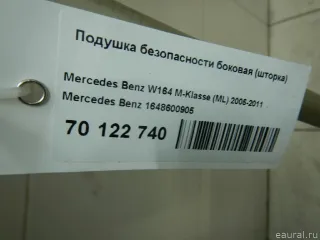 Подушка безопасности боковая (шторка)
Mercedes Benz W164 M-Klasse (ML) 2005-2011
Mercedes Benz 1648600905
70 122 740
eaural.ru